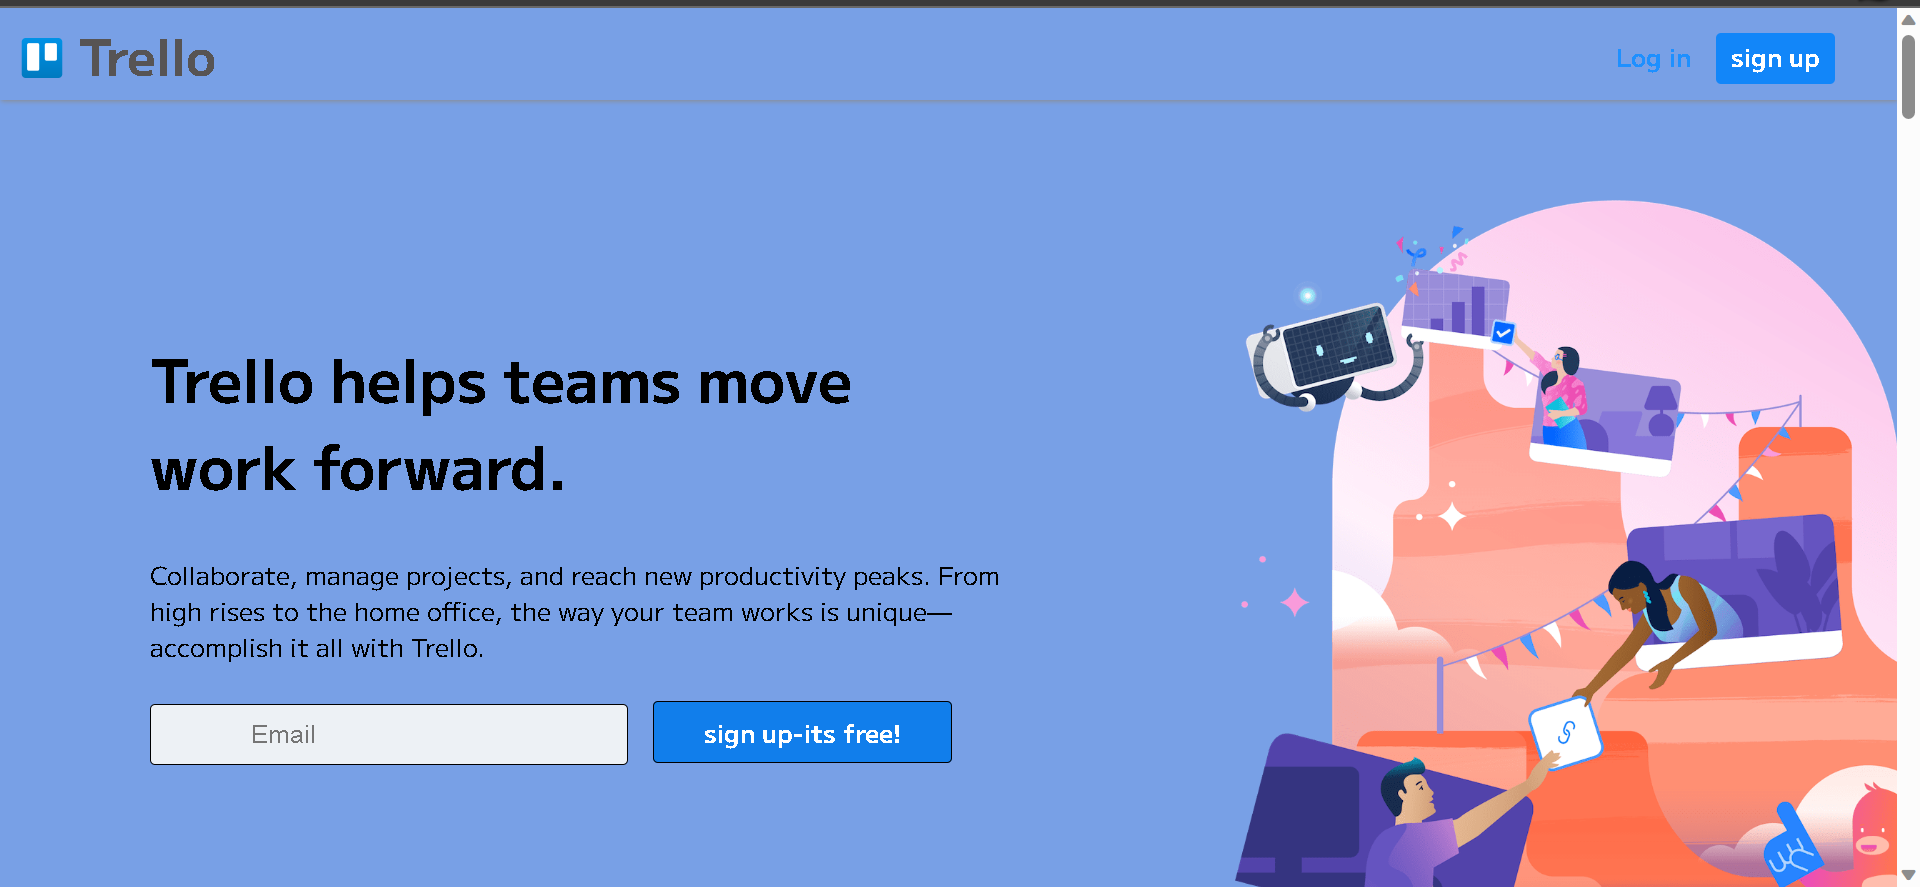 Trello
Log in
sign up
Trello helps teams move
work forward.
Collaborate, manage projects, and reach new productivity peaks. From
high rises to the home office, the way your team works is unique—
accomplish it all with Trello.
Email
sign up-its free!